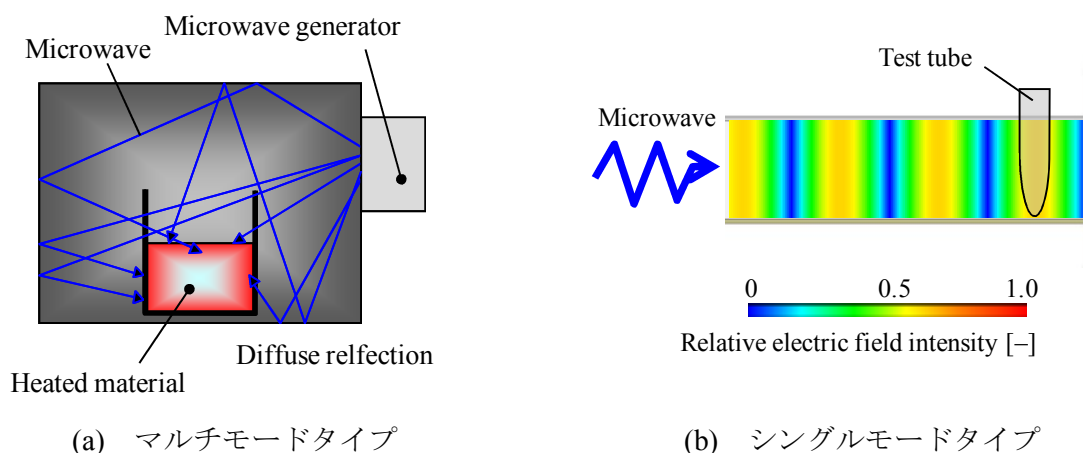 Microwave generator
Microwave
Diffuse relfection
Heated material
(a) マルチモードタイプ
Test tube
Microwave
0 0.5 1.0
Relative electric field intensity [−]
(b) シングルモードタイプ